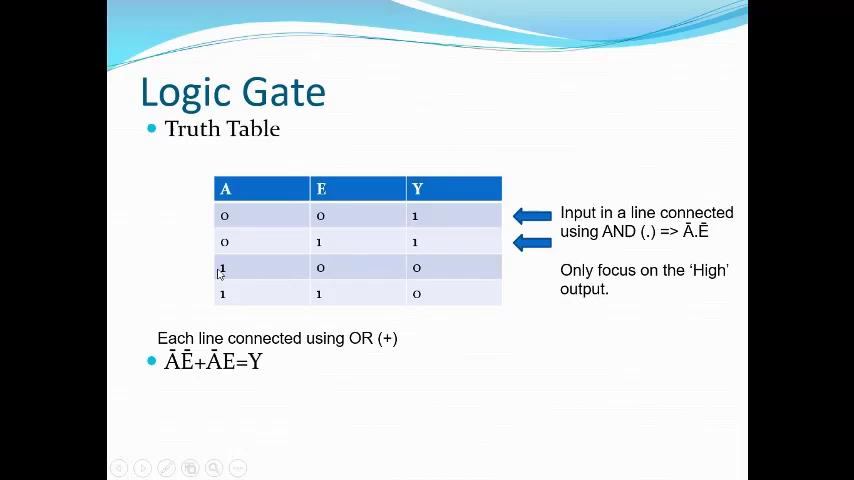 Logic Gate
Truth Table
A E Y
0 0 1
0 1 1
1 0 0
1 1 0
Input in a line connected
using AND (.) => Ā.Ē
Only focus on the ‘High’
output.
Each line connected using OR (+)
ĀĒ+ĀE=Y